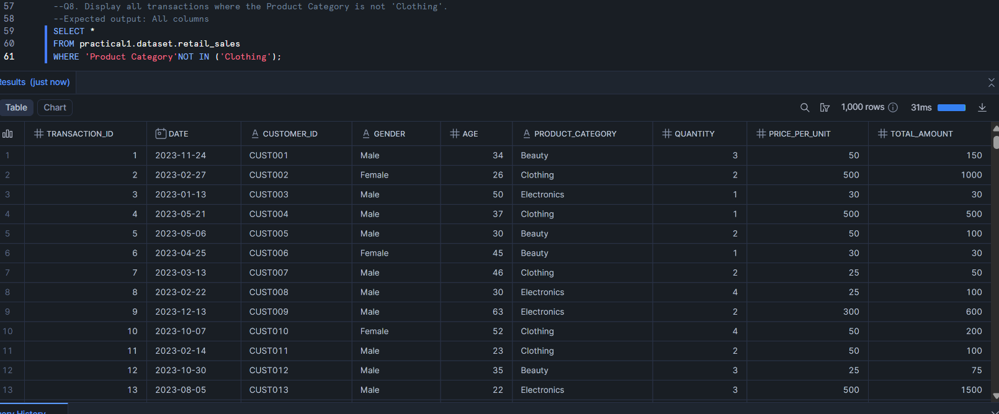 57 --Q8. Display all transactions where the Product Category is not 'Clothing'.
58 --Expected output: All columns
59 SELECT *
60 FROM practical1.dataset.retail_sales
61 WHERE 'Product Category'NOT IN ('Clothing');
Results (just now)
Table Chart 1,000 rows 31ms
TRANSACTION_ID DATE CUSTOMER_ID GENDER AGE PRODUCT_CATEGORY QUANTITY PRICE_PER_UNIT TOTAL_AMOUNT
1 1 2023-11-24 CUST001 Male 34 Beauty 3 50 150
2 2 2023-02-27 CUST002 Female 26 Clothing 2 500 1000
3 3 2023-01-13 CUST003 Male 50 Electronics 1 30 30
4 4 2023-05-21 CUST004 Male 37 Clothing 1 500 500
5 5 2023-05-06 CUST005 Male 30 Beauty 2 50 100
6 6 2023-04-25 CUST006 Female 45 Beauty 1 30 30
7 7 2023-03-13 CUST007 Male 46 Clothing 2 25 50
8 8 2023-02-22 CUST008 Male 30 Electronics 4 25 100
9 9 2023-12-13 CUST009 Male 63 Electronics 2 300 600
10 10 2023-10-07 CUST010 Female 52 Clothing 4 50 200
11 11 2023-02-14 CUST011 Male 23 Clothing 2 50 100
12 12 2023-10-30 CUST012 Male 35 Beauty 3 25 75
13 13 2023-08-05 CUST013 Male 22 Electronics 3 500 1500
History